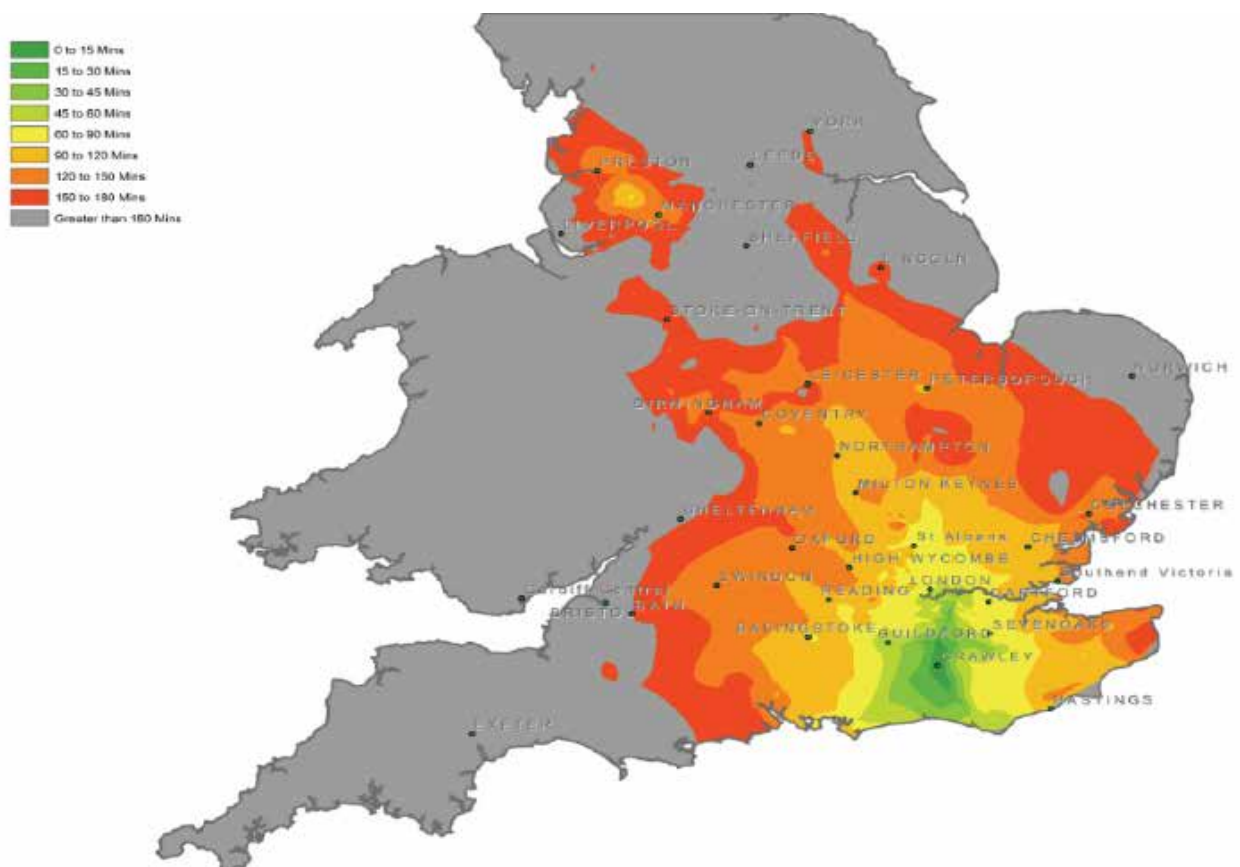 0 to 15 Mins
15 to 30 Mins
30 to 45 Mins
45 to 60 Mins
60 to 90 Mins
90 to 120 Mins
120 to 150 Mins
150 to 180 Mins
Greater than 180 Mins
YORK
PRESTON
LEEDS
MANCHESTER
LIVERPOOL
SHEFFIELD
LINCOLN
STOKE-ON-TRENT
NORWICH
LEICESTER
PETERBOROUGH
BIRMINGHAM
COVENTRY
NORTHAMPTON
MILTON KEYNES
CHELTENHAM
COLCHESTER
OXFORD
St Albans
CHELMSFORD
HIGH WYCOMBE
SWINDON
LONDON
Southend Victoria
Cardiff Central
READING
DARTFORD
BRISTOL
BATH
BASINGSTOKE
GUILDFORD
SEVENOAKS
CRAWLEY
HASTINGS
EXETER